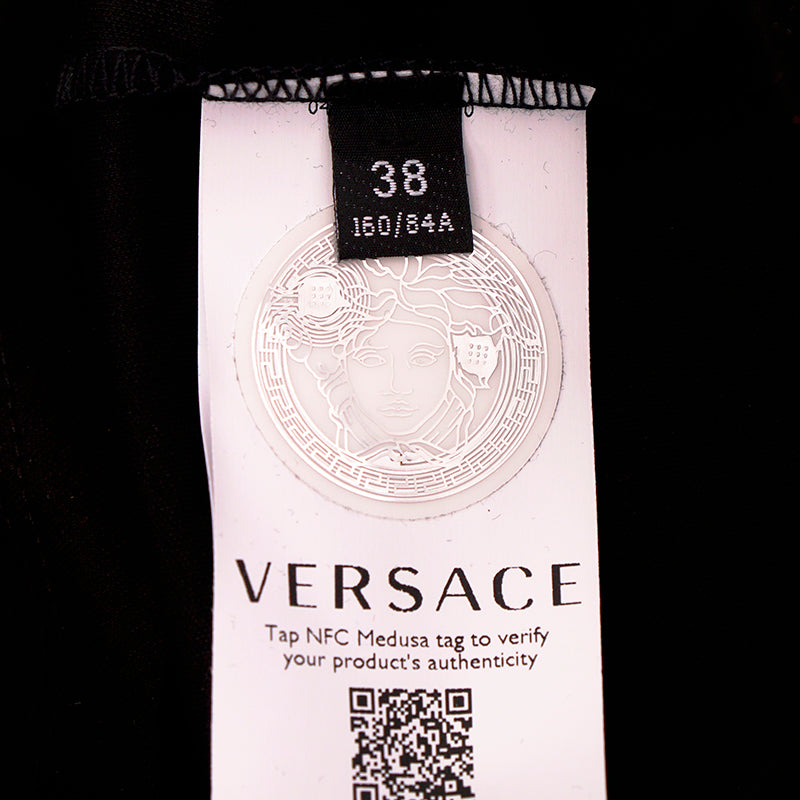 38
160/84A
VERSACE
Tap NFC Medusa tag to verify
your product's authenticity